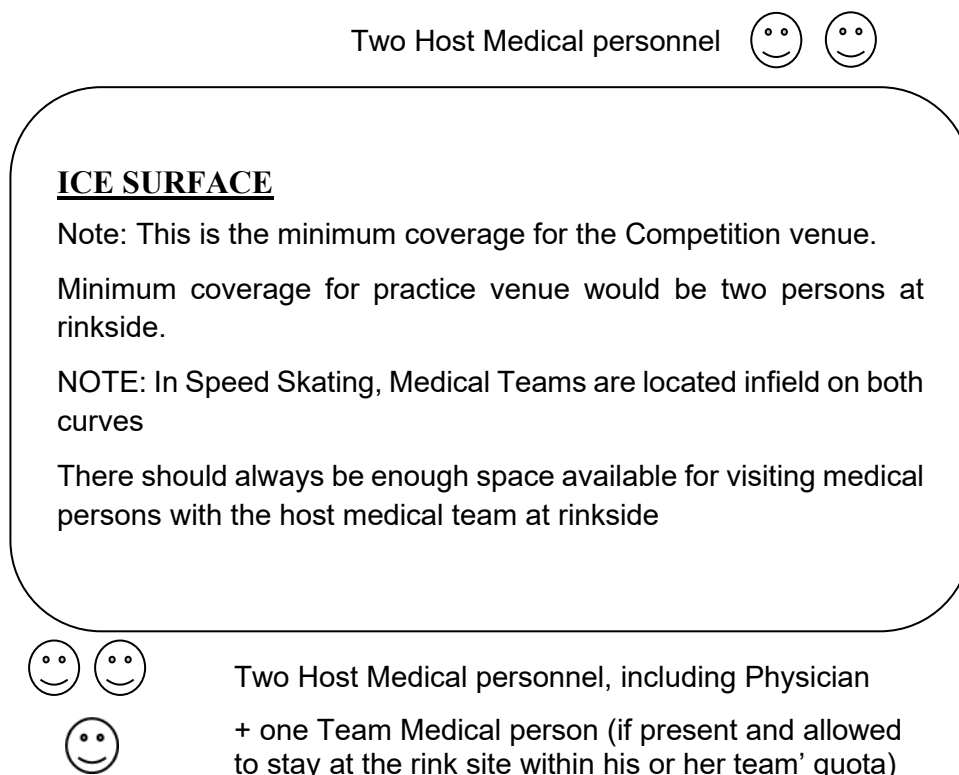 Two Host Medical personnel
ICE SURFACE
Note: This is the minimum coverage for the Competition venue.
Minimum coverage for practice venue would be two persons at
rinkside.
NOTE: In Speed Skating, Medical Teams are located infield on both
curves
There should always be enough space available for visiting medical
persons with the host medical team at rinkside
Two Host Medical personnel, including Physician
+ one Team Medical person (if present and allowed
to stay at the rink site within his or her team' quota)